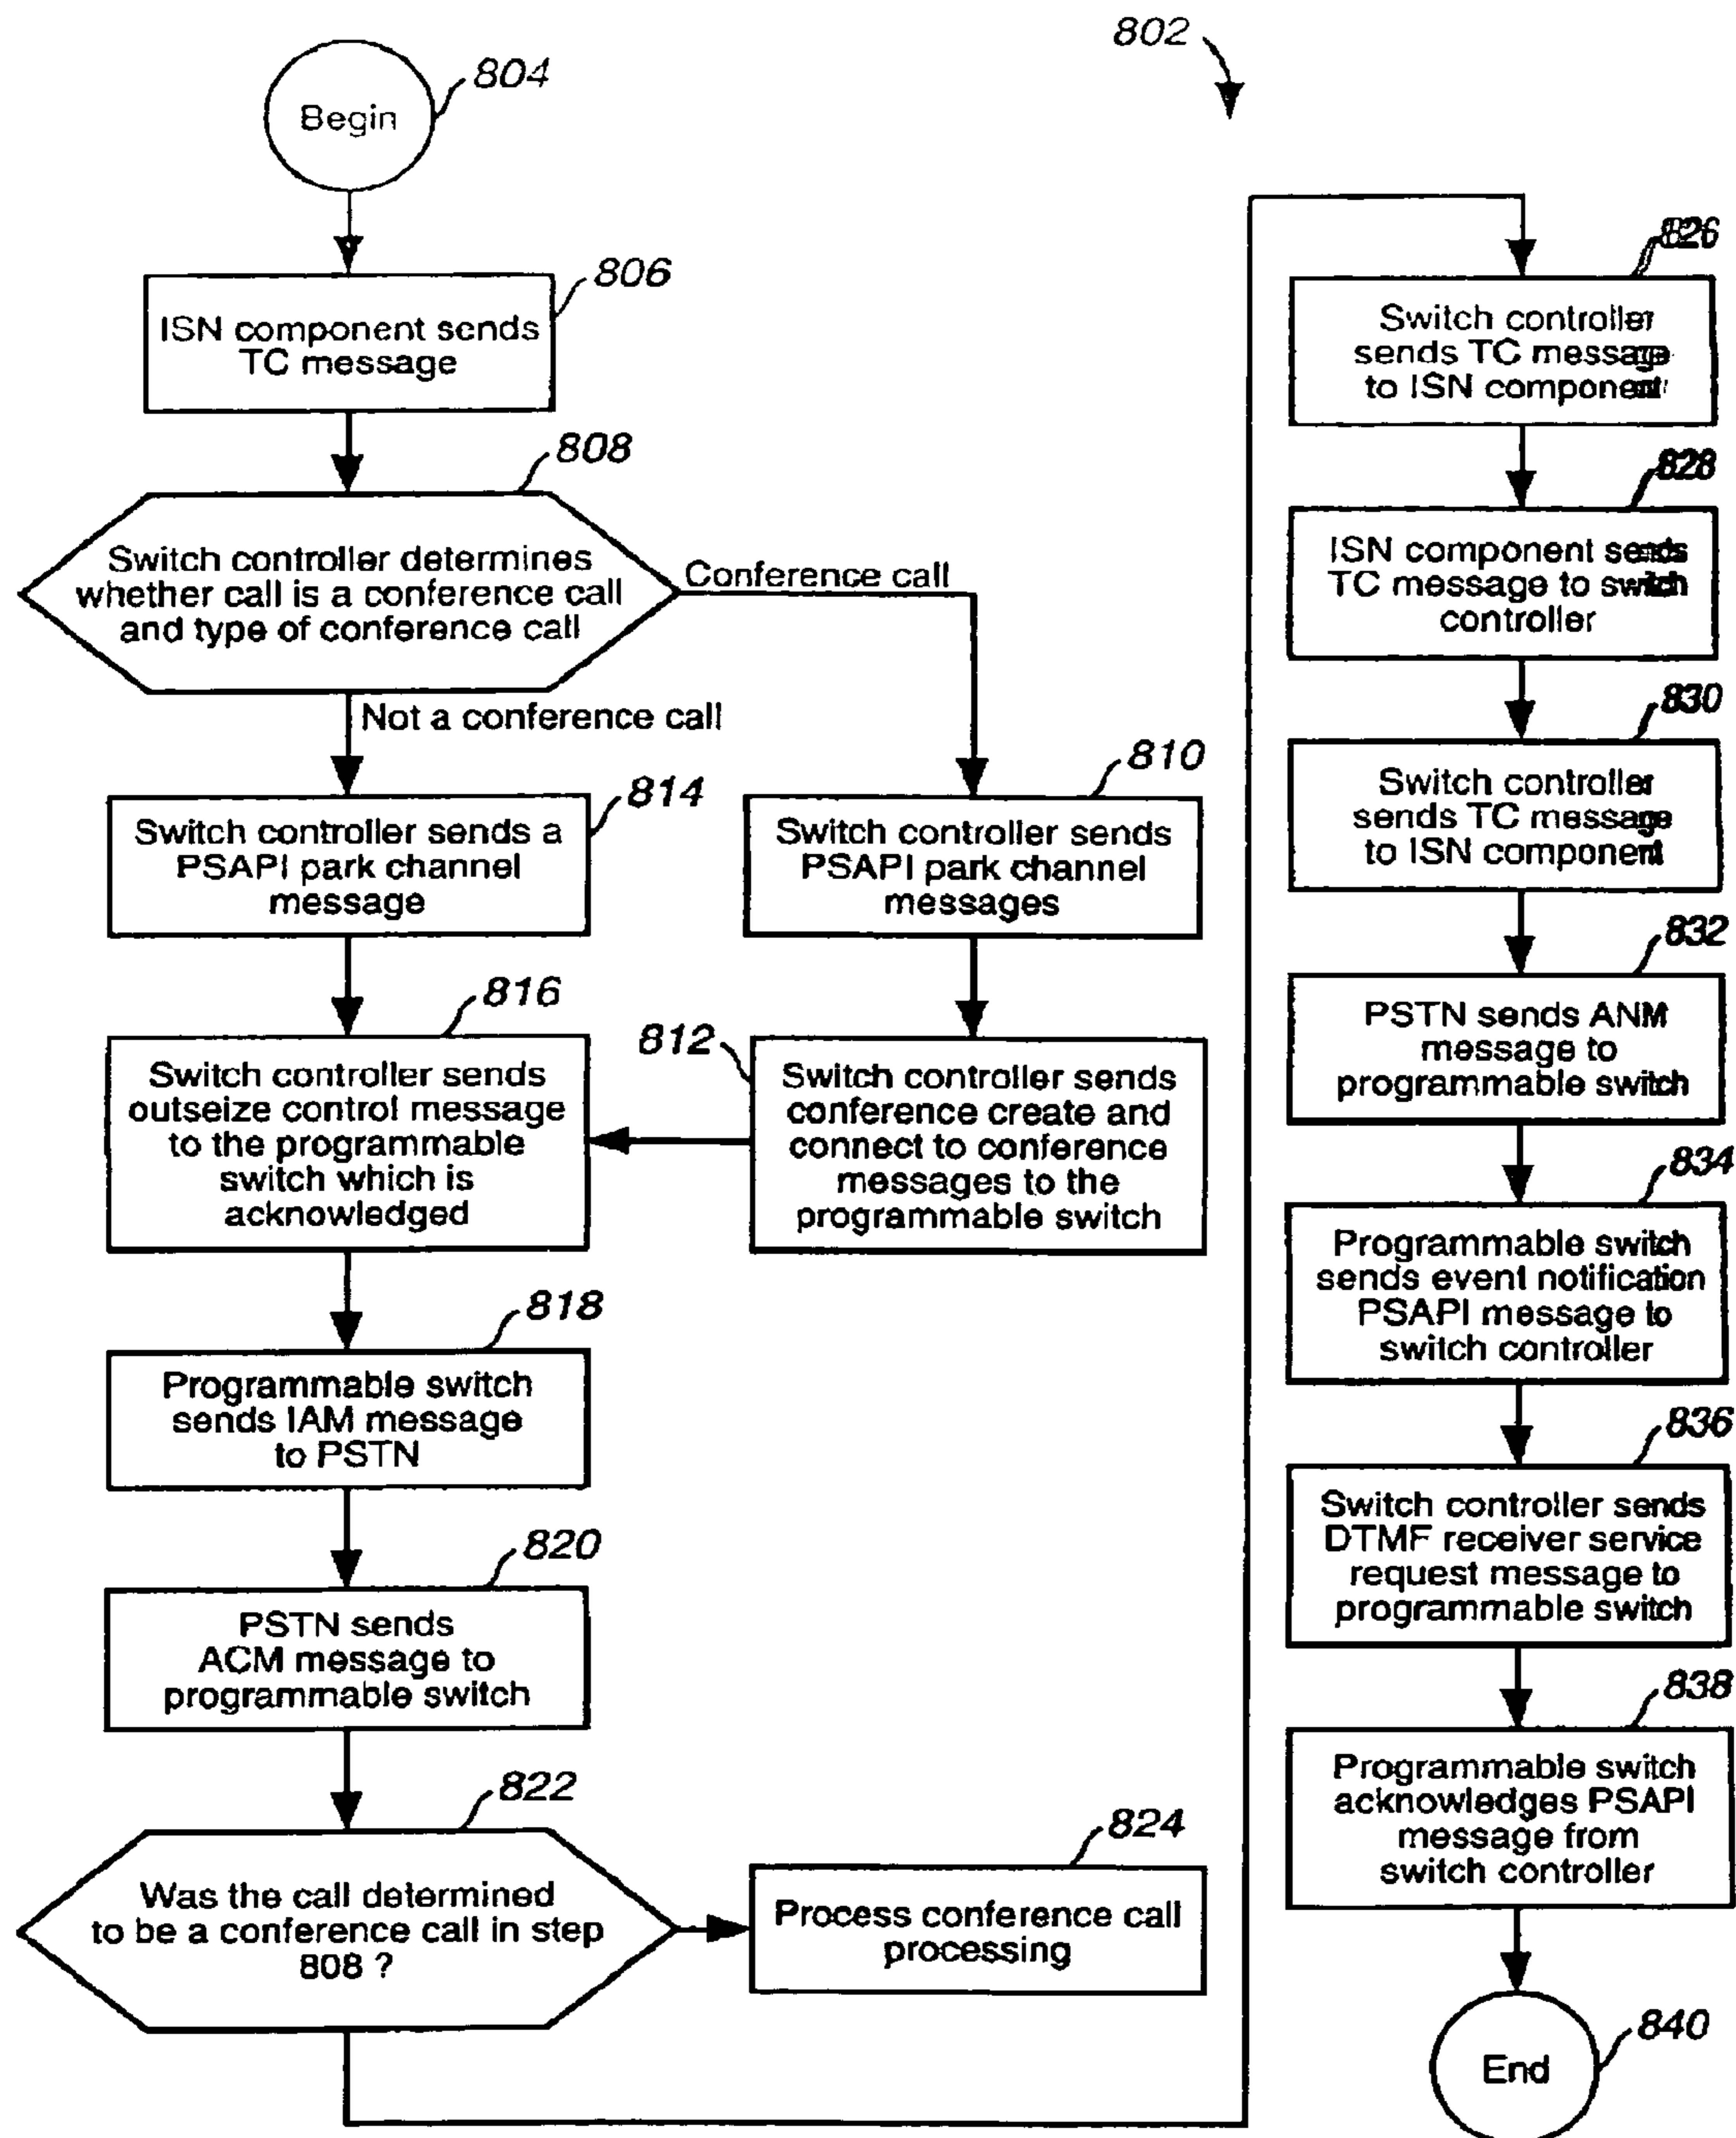 802
804
Begin
806
ISN component sends
TC message
808
Switch controller determines
whether call is a conference call
and type of conference call
Conference call
Not a conference call
814
Switch controller sends a
PSAPI park channel
message
810
Switch controller sends
PSAPI park channel
messages
816
Switch controller sends
outseize control message
to the programmable
switch which is
acknowledged
812
Switch controller sends
conference create and
connect to conference
messages to the
programmable switch
818
Programmable switch
sends IAM message
to PSTN
820
PSTN sends
ACM message to
programmable switch
822
Was the call determined
to be a conference call in step
808 ?
824
Process conference call
processing
826
Switch controller
sends TC message
to ISN component
828
ISN component sends
TC message to switch
controller
830
Switch controller
sends TC message
to ISN component
832
PSTN sends ANM
message to
programmable switch
834
Programmable switch
sends event notification
PSAPI message to
switch controller
836
Switch controller sends
DTMF receiver service
request message to
programmable switch
838
Programmable switch
acknowledges PSAPI
message from
switch controller
840
End